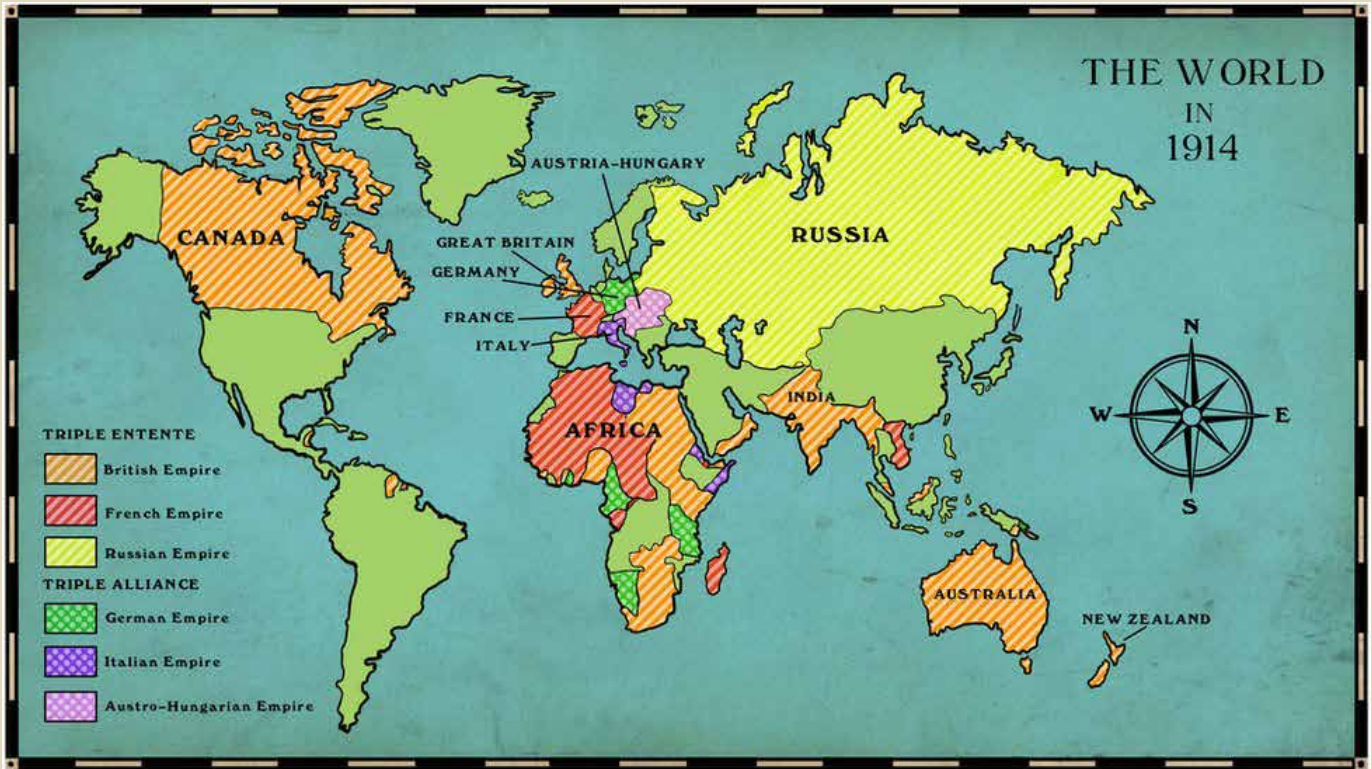 THE WORLD
IN
1914
AUSTRIA-HUNGARY
GREAT BRITAIN
GERMANY
FRANCE
ITALY
CANADA
RUSSIA
INDIA
AFRICA
AUSTRALIA
NEW ZEALAND
N
W
E
S
TRIPLE ENTENTE
British Empire
French Empire
Russian Empire
TRIPLE ALLIANCE
German Empire
Italian Empire
Austro-Hungarian Empire